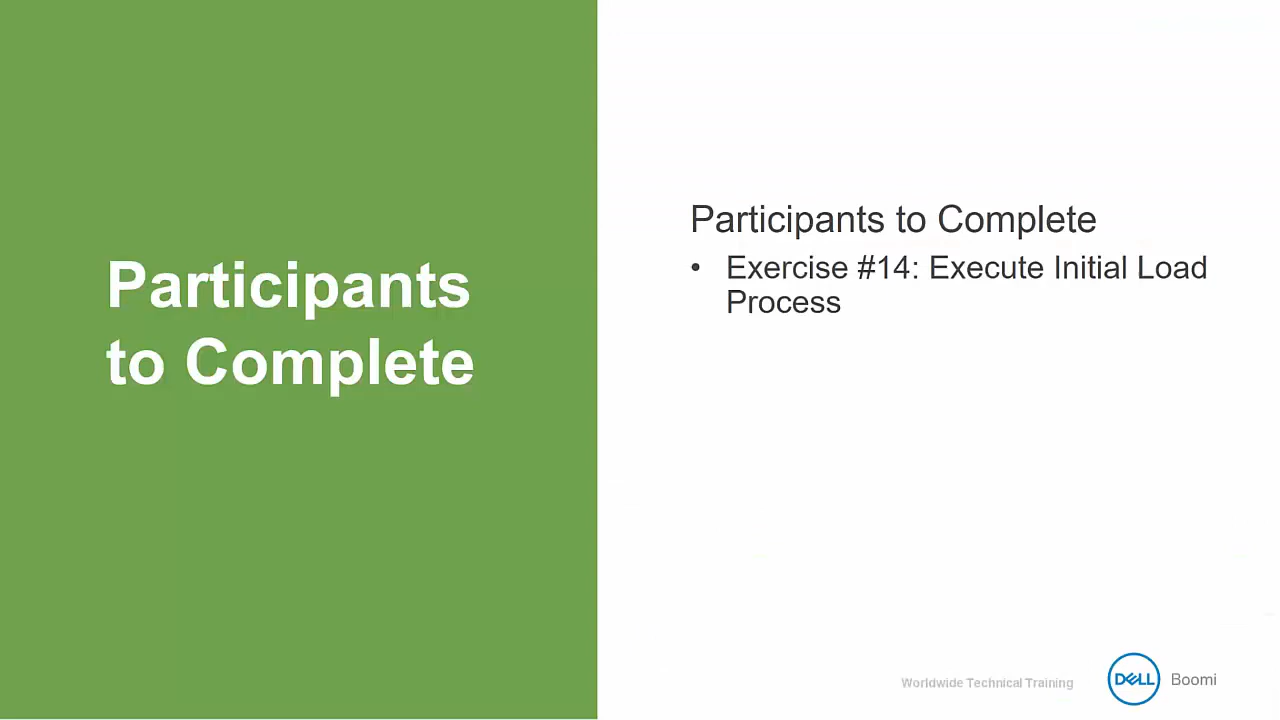 Participants
to Complete
Participants to Complete
• Exercise #14: Execute Initial Load
Process
Worldwide Technical Training
DELL Boomi